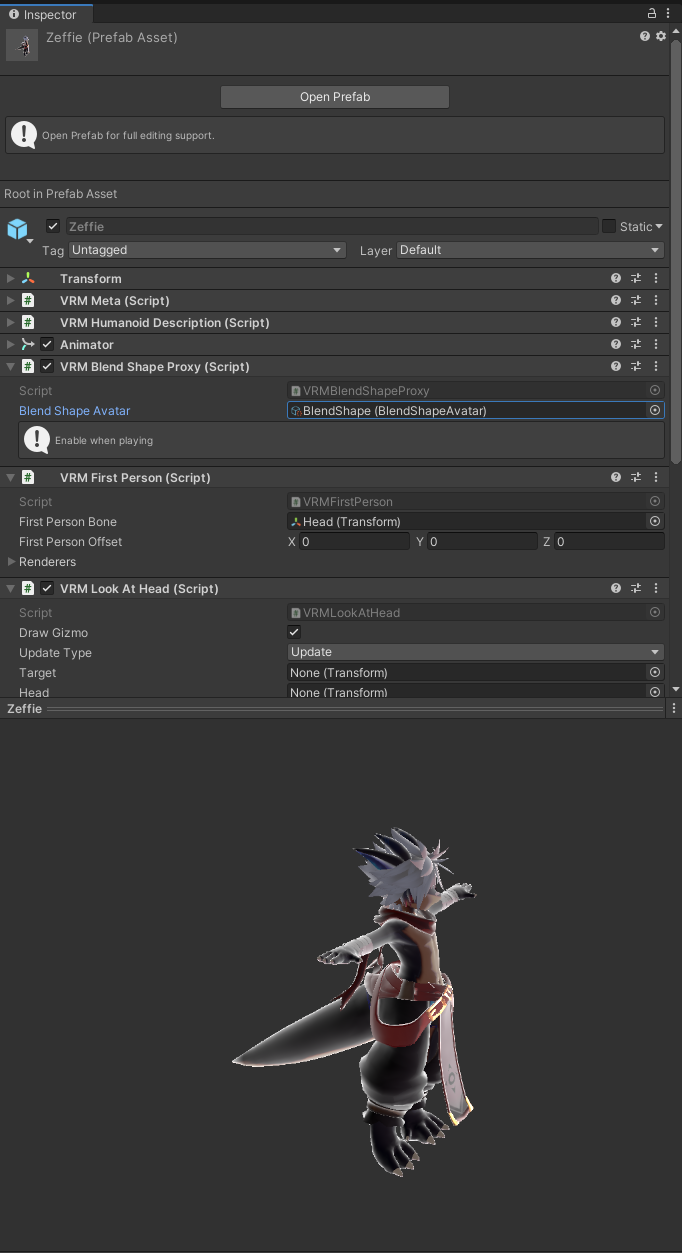 Inspector
Zeffie (Prefab Asset)
Open Prefab
Open Prefab for full editing support.
Root in Prefab Asset
Zeffie Static
Tag Untagged Layer Default
Transform
VRM Meta (Script)
VRM Humanoid Description (Script)
Animator
VRM Blend Shape Proxy (Script)
Script VRMBlendShapeProxy
Blend Shape Avatar BlendShape (BlendShapeAvatar)
Enable when playing
VRM First Person (Script)
Script VRMFirstPerson
First Person Bone Head (Transform)
First Person Offset X 0 Y 0 Z 0
Renderers
VRM Look At Head (Script)
Script VRMLookAtHead
Draw Gizmo
Update Type Update
Target None (Transform)
Head None (Transform)
Zeffie